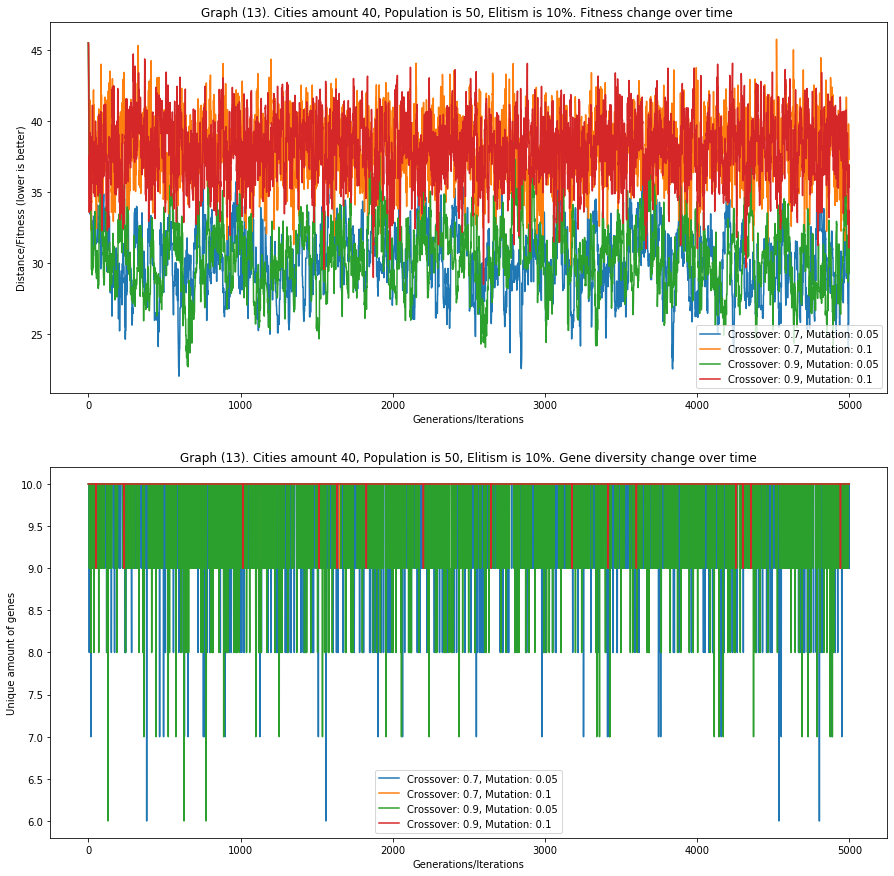 Graph (13). Cities amount 40, Population is 50, Elitism is 10%. Fitness change over time
Distance/Fitness (lower is better)
45
40
35
30
25
Crossover: 0.7, Mutation: 0.05
Crossover: 0.7, Mutation: 0.1
Crossover: 0.9, Mutation: 0.05
Crossover: 0.9, Mutation: 0.1
0 1000 2000 3000 4000 5000
Generations/Iterations
Graph (13). Cities amount 40, Population is 50, Elitism is 10%. Gene diversity change over time
Unique amount of genes
10.0
9.5
9.0
8.5
8.0
7.5
7.0
6.5
6.0
Crossover: 0.7, Mutation: 0.05
Crossover: 0.7, Mutation: 0.1
Crossover: 0.9, Mutation: 0.05
Crossover: 0.9, Mutation: 0.1
0 1000 2000 3000 4000 5000
Generations/Iterations